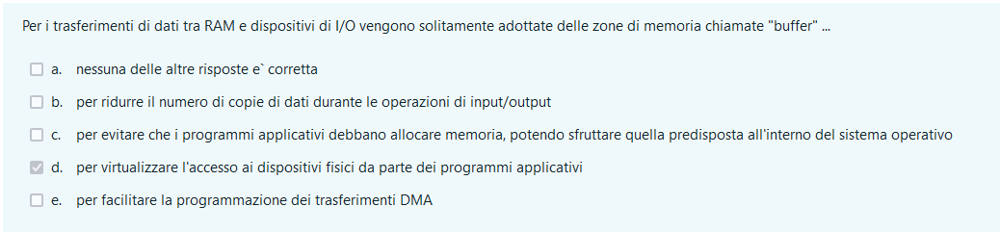 Per i trasferimenti di dati tra RAM e dispositivi di I/O vengono solitamente adottate delle zone di memoria chiamate "buffer" ...
a. nessuna delle altre risposte e` corretta
b. per ridurre il numero di copie di dati durante le operazioni di input/output
c. per evitare che i programmi applicativi debbano allocare memoria, potendo sfruttare quella predisposta all'interno del sistema operativo
d. per virtualizzare l'accesso ai dispositivi fisici da parte dei programmi applicativi
e. per facilitare la programmazione dei trasferimenti DMA